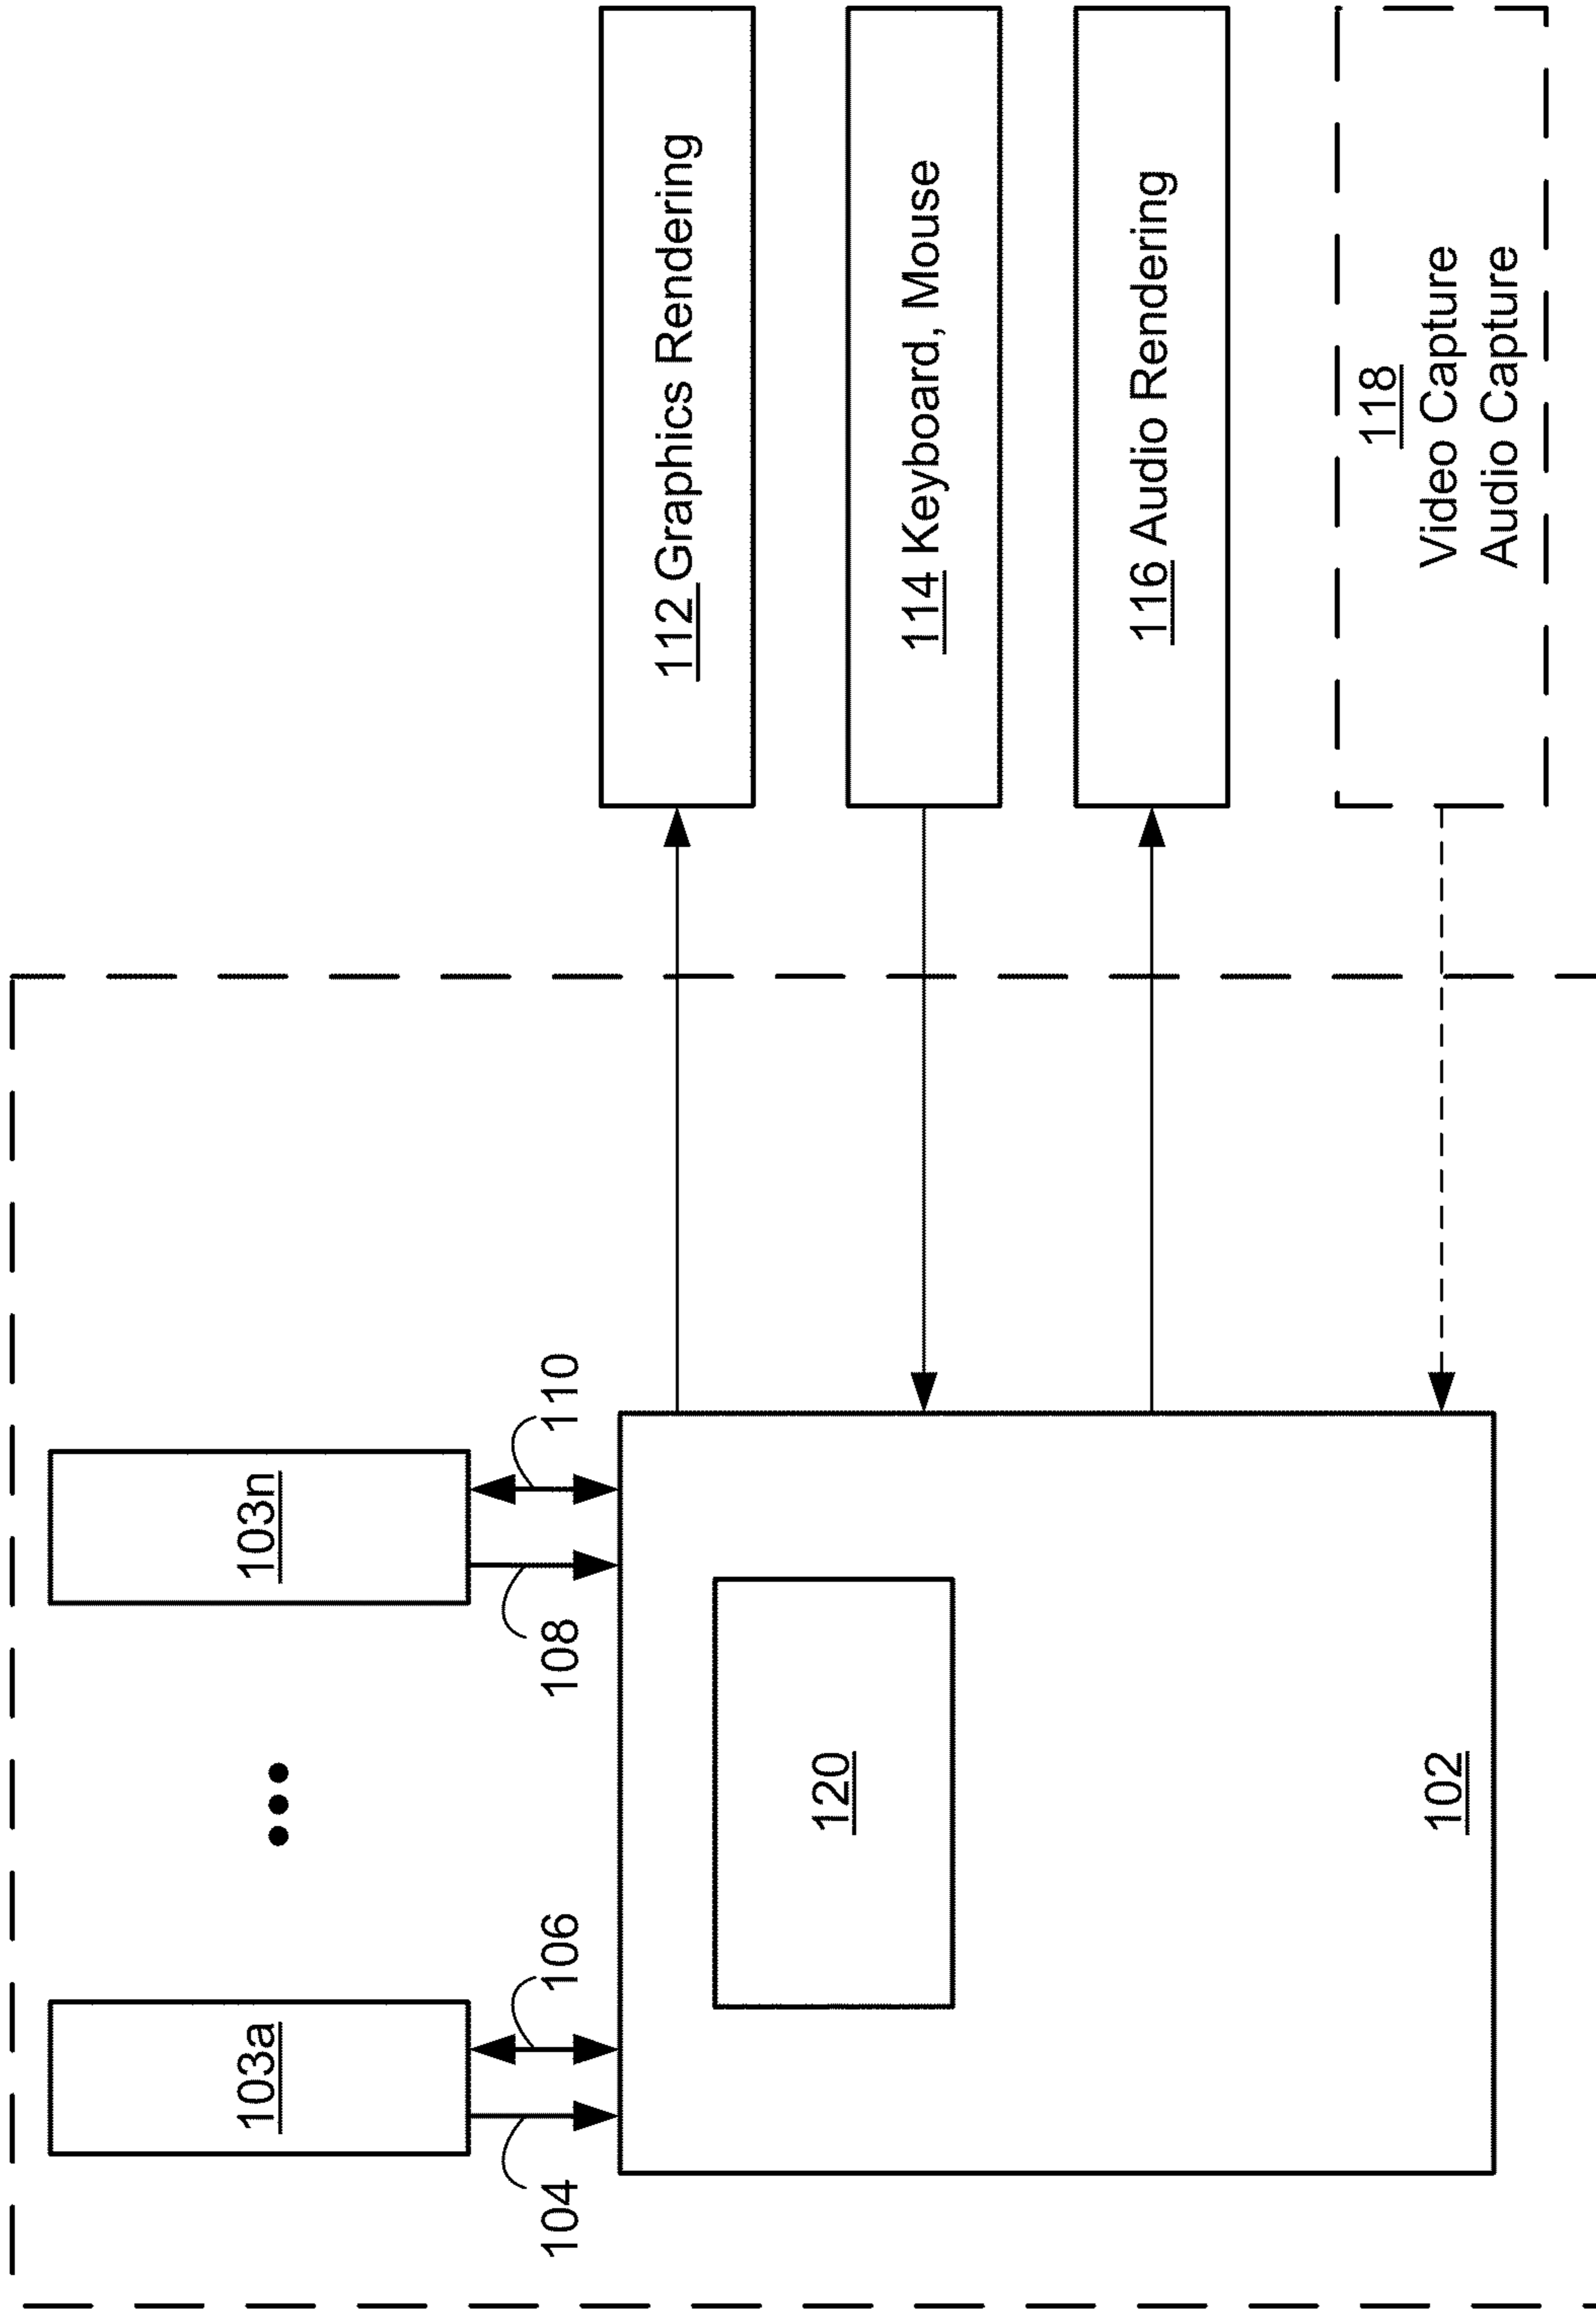 103a
103n
104
106
108
110
120
102
112 Graphics Rendering
114 Keyboard, Mouse
116 Audio Rendering
118
Video Capture
Audio Capture